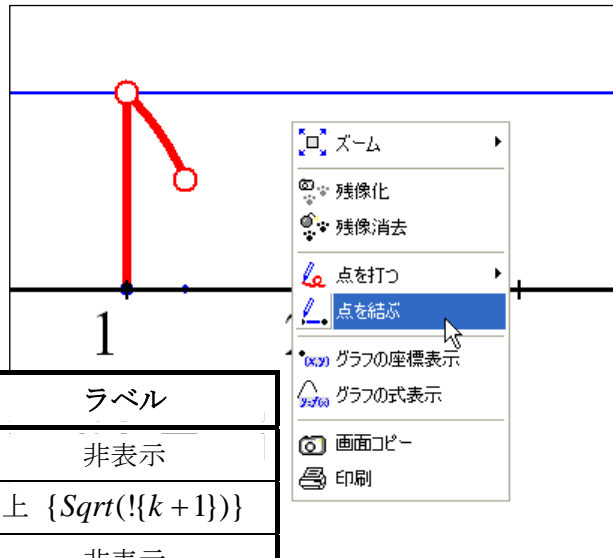 ズーム
残像化
残像消去
点を打つ
点を結ぶ
(x,y) グラフの座標表示
y=f(x) グラフの式表示
画面コピー
印刷
1
ラベル
非表示
上 {Sqrt(!{k+1})}
非表示